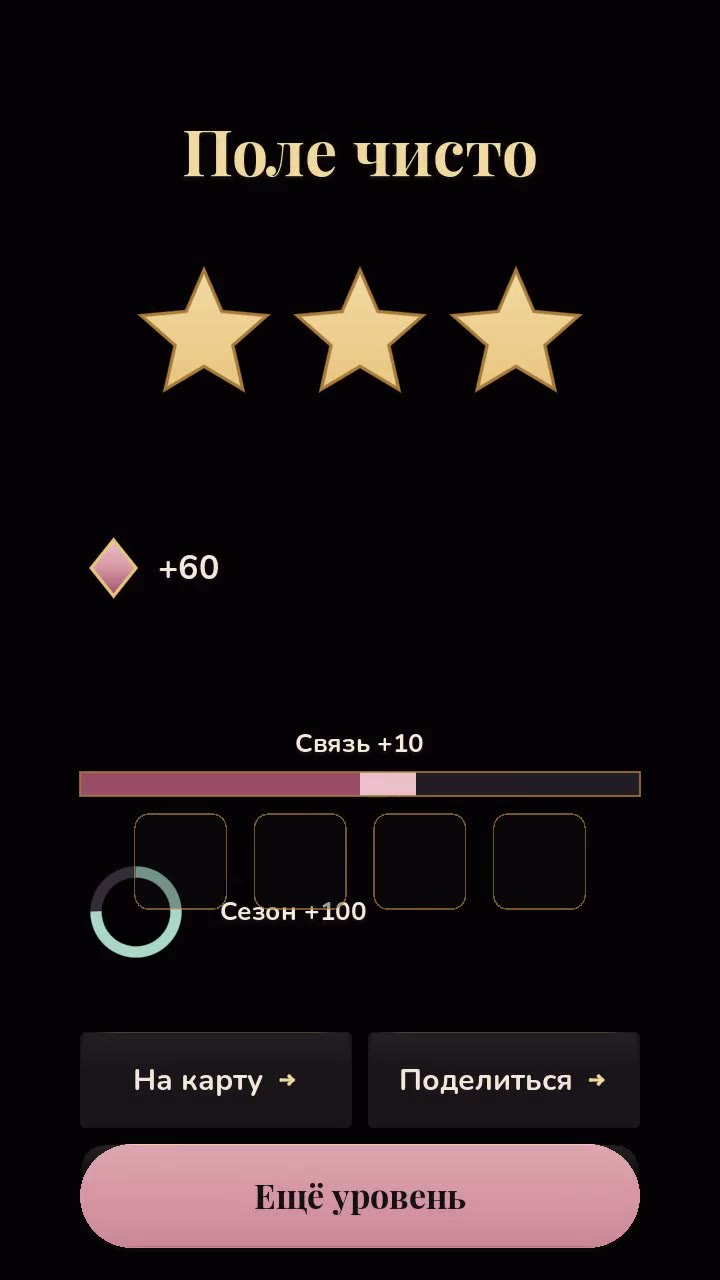 Поле чисто
+60
Связь +10
Сезон +100
На карту →
Поделиться →
Ещё уровень